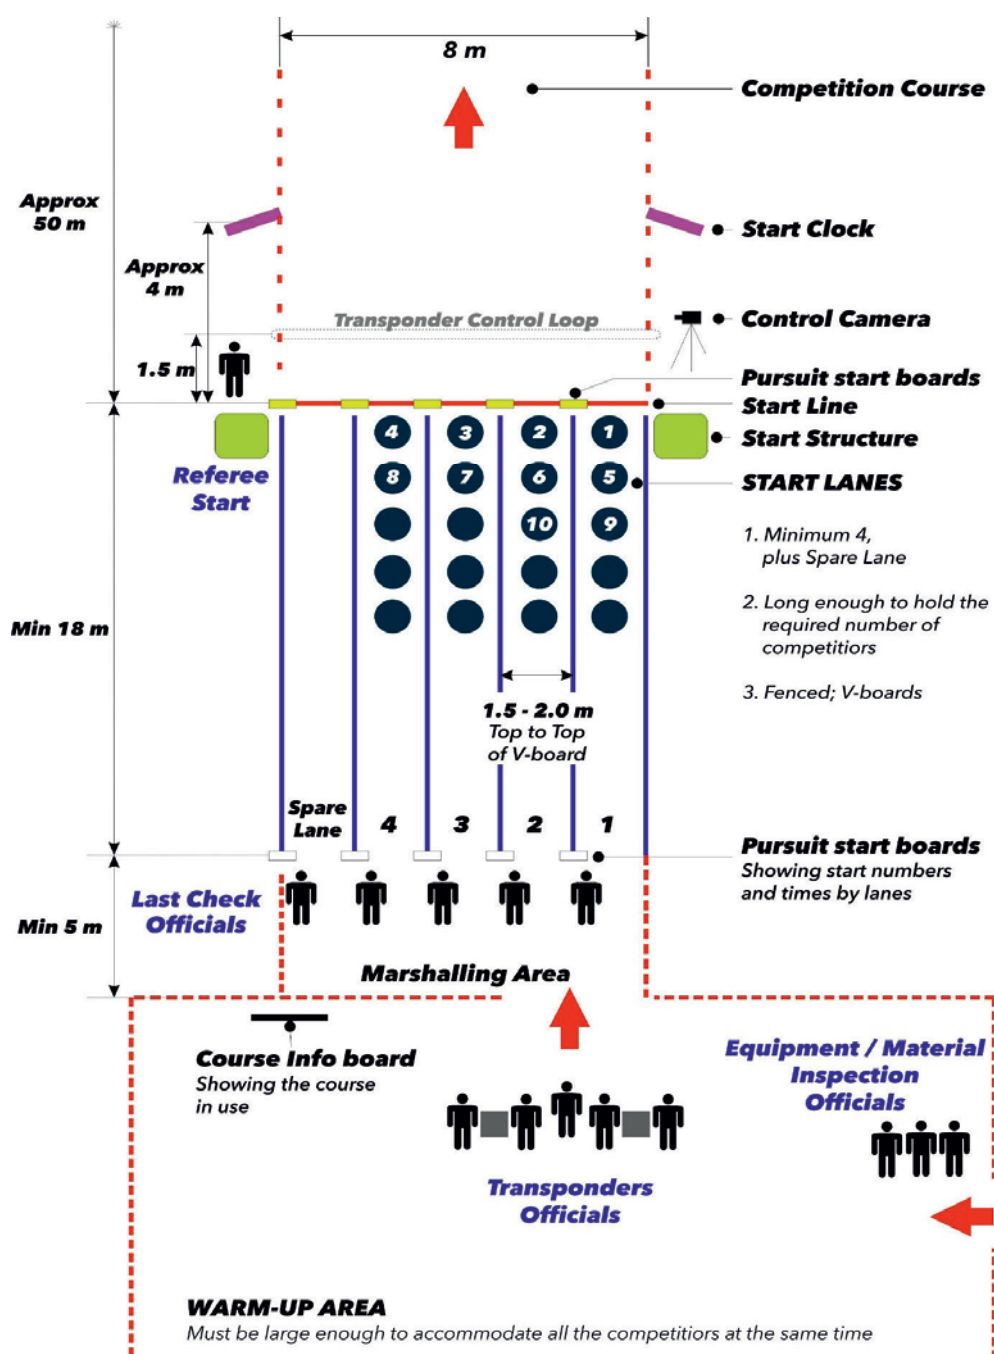 8 m
Competition Course
Approx
50 m
Start Clock
Approx
4 m
Transponder Control Loop
Control Camera
1.5 m
Pursuit start boards
Start Line
Start Structure
4 3 2 1
Referee
Start
8 7 6 5
START LANES
10 9
1. Minimum 4,
plus Spare Lane
2. Long enough to hold the
required number of
competitiors
3. Fenced; V-boards
Min 18 m
1.5 - 2.0 m
Top to Top
of V-board
Spare
Lane
4 3 2 1
Pursuit start boards
Showing start numbers
and times by lanes
Last Check
Officials
Min 5 m
Marshalling Area
Course Info board
Showing the course
in use
Equipment / Material
Inspection
Officials
Transponders
Officials
WARM-UP AREA
Must be large enough to accommodate all the competitiors at the same time